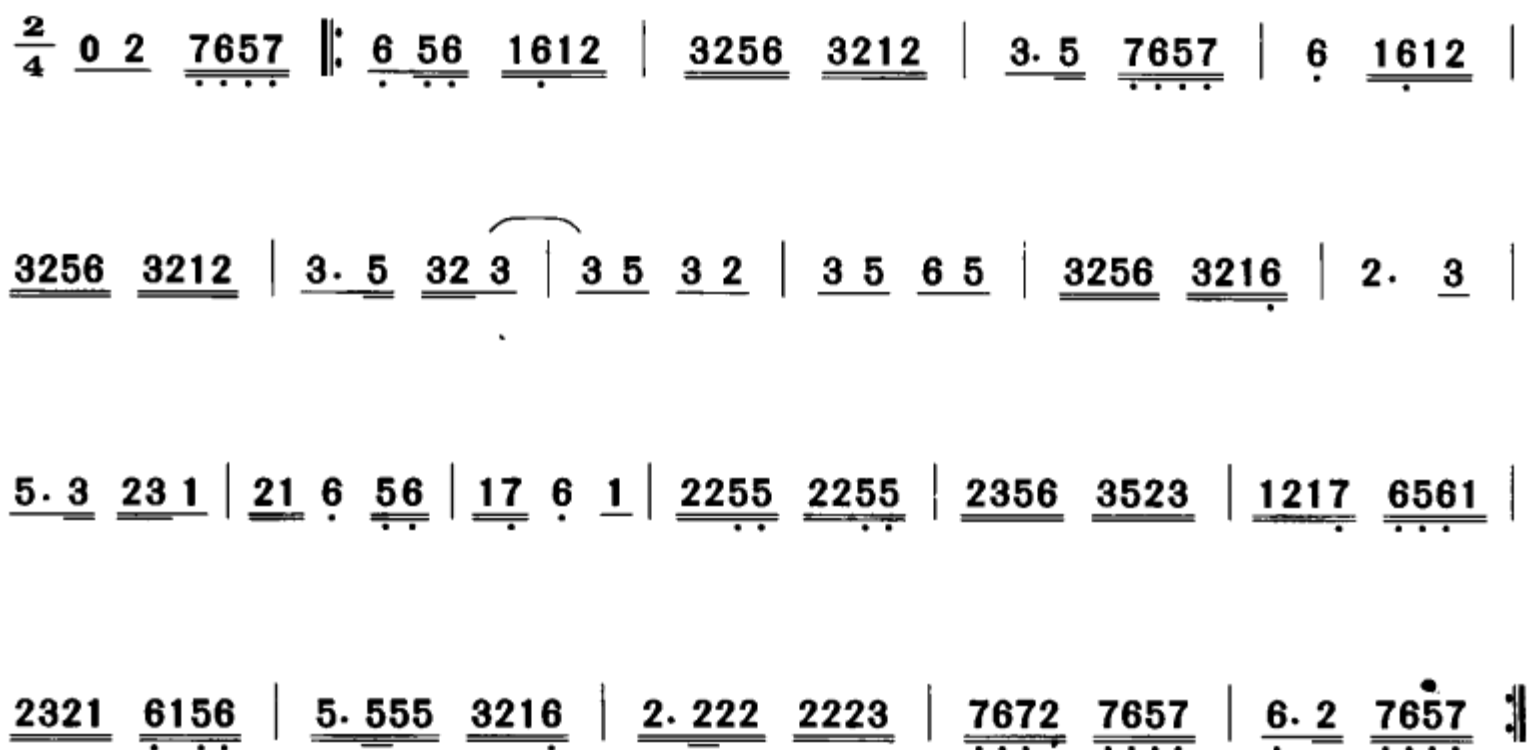 2/4 0 2 7657 ‖: 6 56 1612 | 3256 3212 | 3. 5 7657 | 6 1612 |
3256 3212 | 3. 5 32 3 | 3 5 3 2 | 3 5 6 5 | 3256 3216 | 2. 3 |
5. 3 23 1 | 21 6 56 | 17 6 1 | 2255 2255 | 2356 3523 | 1217 6561 |
2321 6156 | 5. 555 3216 | 2. 222 2223 | 7672 7657 | 6. 2 7657 :‖